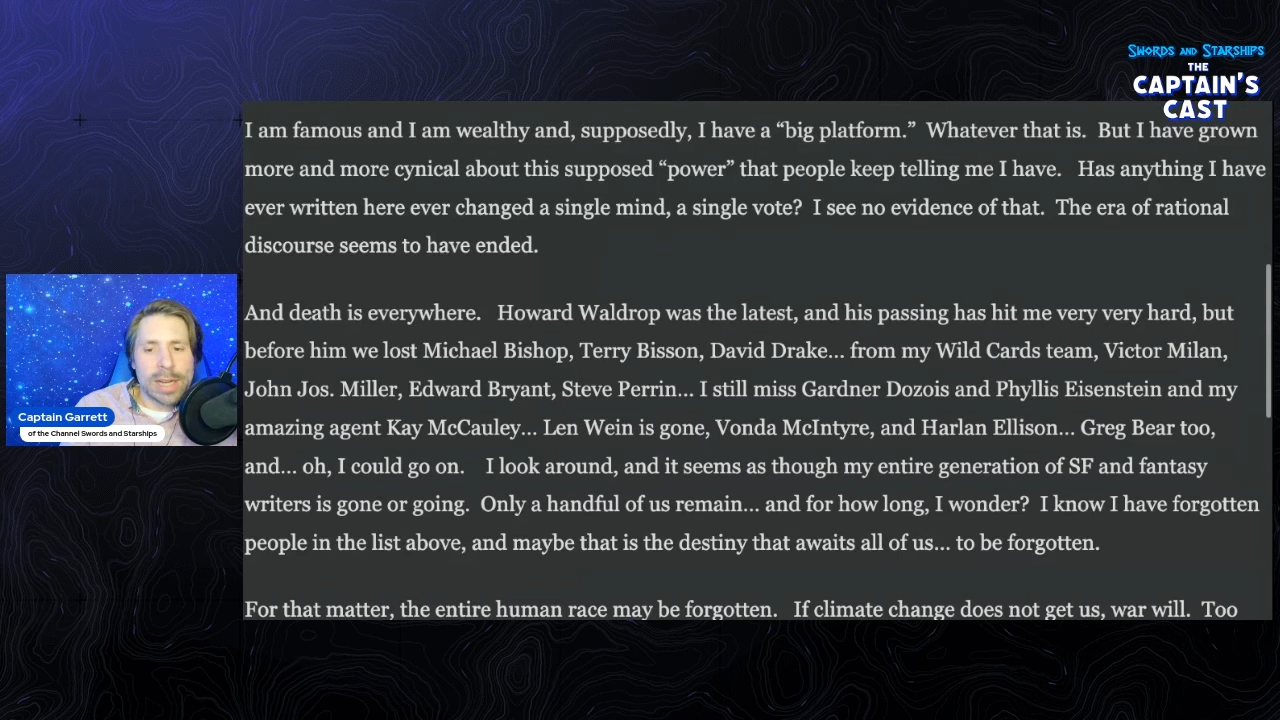 SWORDS AND STARSHIPS
THE
CAPTAIN'S
CAST
I am famous and I am wealthy and, supposedly, I have a “big platform.”  Whatever that is.  But I have grown
more and more cynical about this supposed “power” that people keep telling me I have.   Has anything I have
ever written here ever changed a single mind, a single vote?  I see no evidence of that.  The era of rational
discourse seems to have ended.
And death is everywhere.   Howard Waldrop was the latest, and his passing has hit me very very hard, but
before him we lost Michael Bishop, Terry Bisson, David Drake… from my Wild Cards team, Victor Milan,
John Jos. Miller, Edward Bryant, Steve Perrin… I still miss Gardner Dozois and Phyllis Eisenstein and my
amazing agent Kay McCauley… Len Wein is gone, Vonda McIntyre, and Harlan Ellison… Greg Bear too,
and… oh, I could go on.    I look around, and it seems as though my entire generation of SF and fantasy
writers is gone or going.  Only a handful of us remain… and for how long, I wonder?  I know I have forgotten
people in the list above, and maybe that is the destiny that awaits all of us… to be forgotten.
For that matter, the entire human race may be forgotten.   If climate change does not get us, war will.  Too
Captain Garrett
of the Channel Swords and Starships